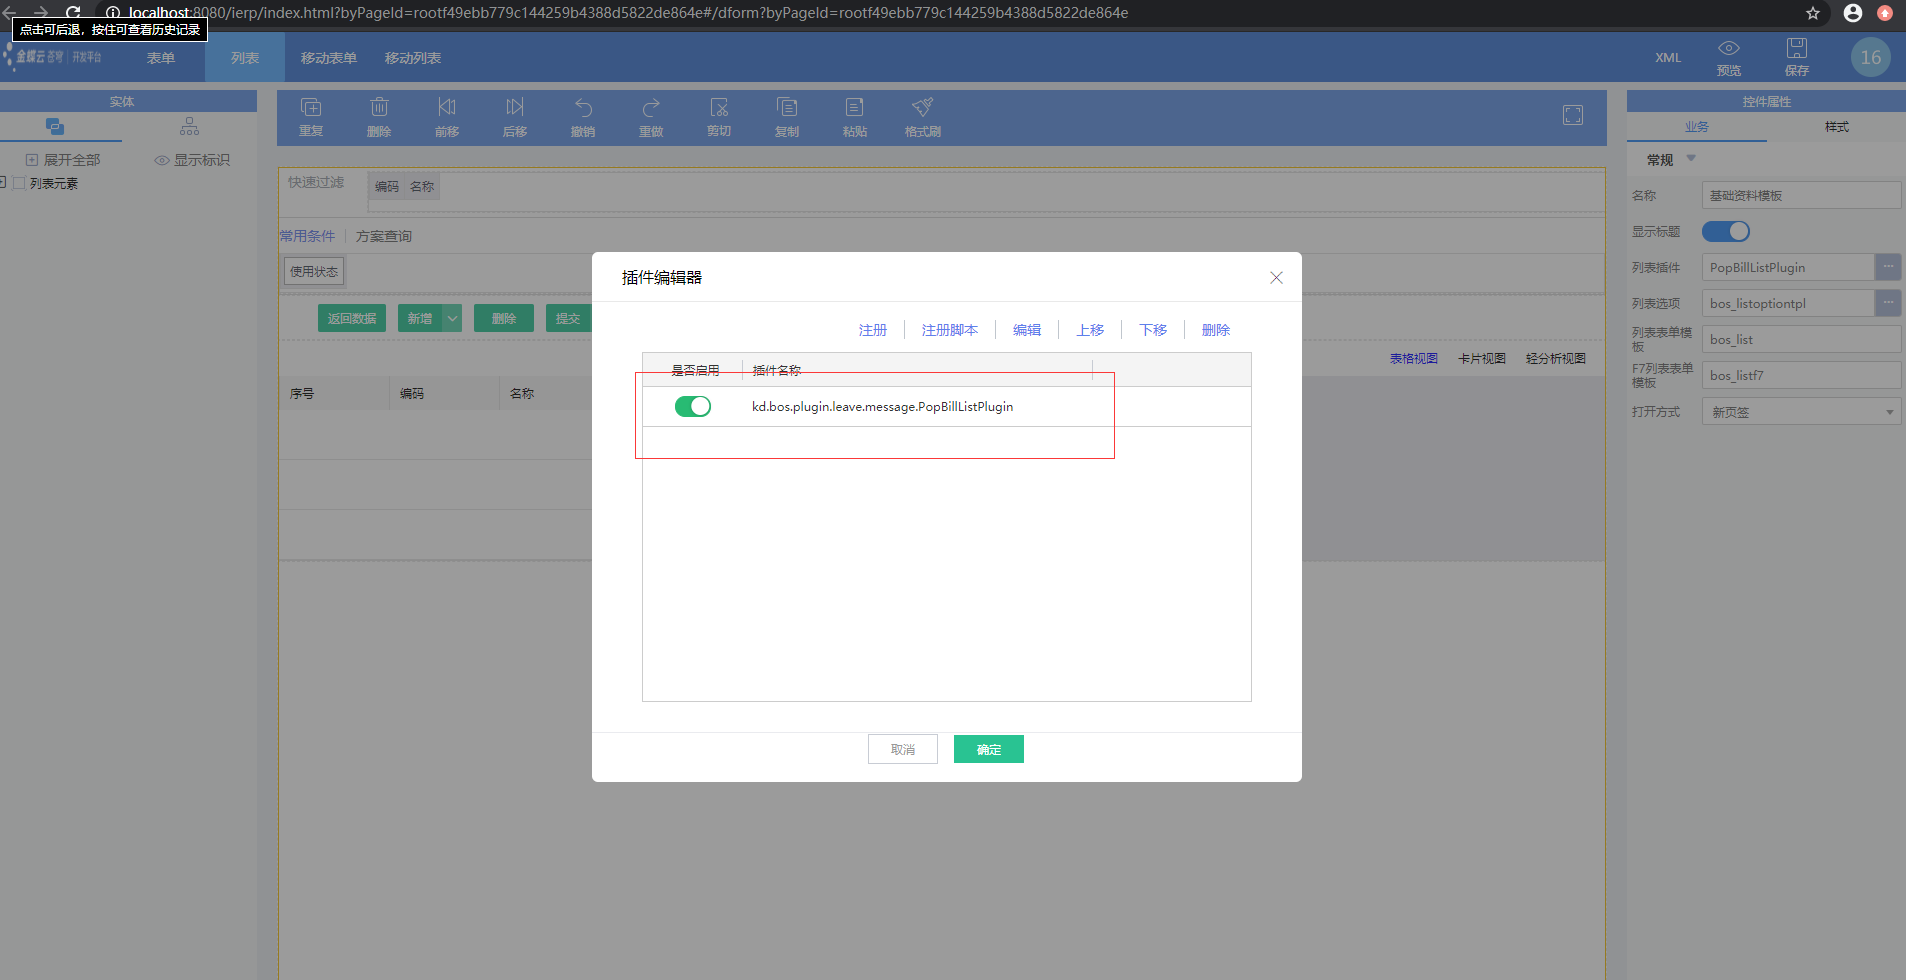 localhost:8080/ierp/index.html?byPageId=rootf49ebb779c144259b4388d5822de864e#/dform?byPageId=rootf49ebb779c144259b4388d5822de864e
点击可后退，按住可查看历史记录
金蝶云 苍穹 | 开发平台
表单
列表
移动表单
移动列表
XML
预览
保存
16
实体
展开全部
显示标识
列表元素
重复
删除
前移
后移
撤销
重做
剪切
复制
粘贴
格式刷
快速过滤
编码 名称
常用条件
方案查询
使用状态
返回数据
新增
删除
提交
表格视图
卡片视图
轻分析视图
序号
编码
名称
插件编辑器
注册
注册脚本
编辑
上移
下移
删除
是否启用
插件名称
kd.bos.plugin.leave.message.PopBillListPlugin
取消
确定
控件属性
业务
样式
常规
名称
基础资料模板
显示标题
列表插件
PopBillListPlugin
列表选项
bos_listoptiontpl
列表表单模
板
bos_list
F7列表表单
模板
bos_listf7
打开方式
新页签